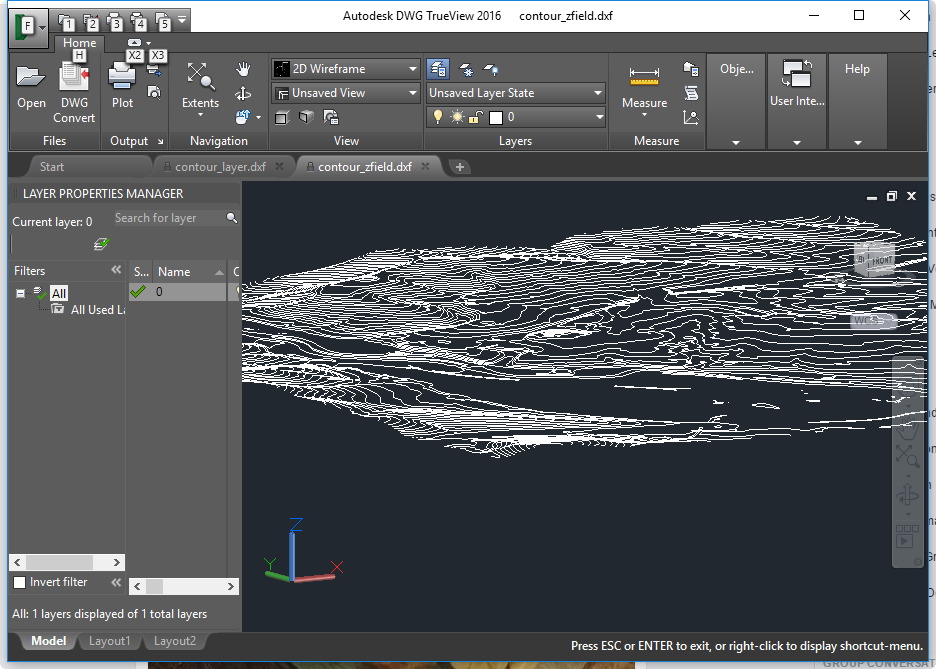 Autodesk DWG TrueView 2016 contour_zfield.dxf
F 1 2 3 4 5
Home
H X2 X3
2D Wireframe
Unsaved View
Unsaved Layer State
0
Open DWG Convert
Plot
Extents
Measure
Obje...
User Inte...
Help
Files Output Navigation View Layers Measure
Start contour_layer.dxf contour_zfield.dxf
LAYER PROPERTIES MANAGER
Current layer: 0 Search for layer
Filters S... Name C
All 0
All Used La
FRONT
WCS
Z
Y X
Invert filter
All: 1 layers displayed of 1 total layers
Model Layout1 Layout2
Press ESC or ENTER to exit, or right-click to display shortcut-menu.
GROUP CONVERSAT